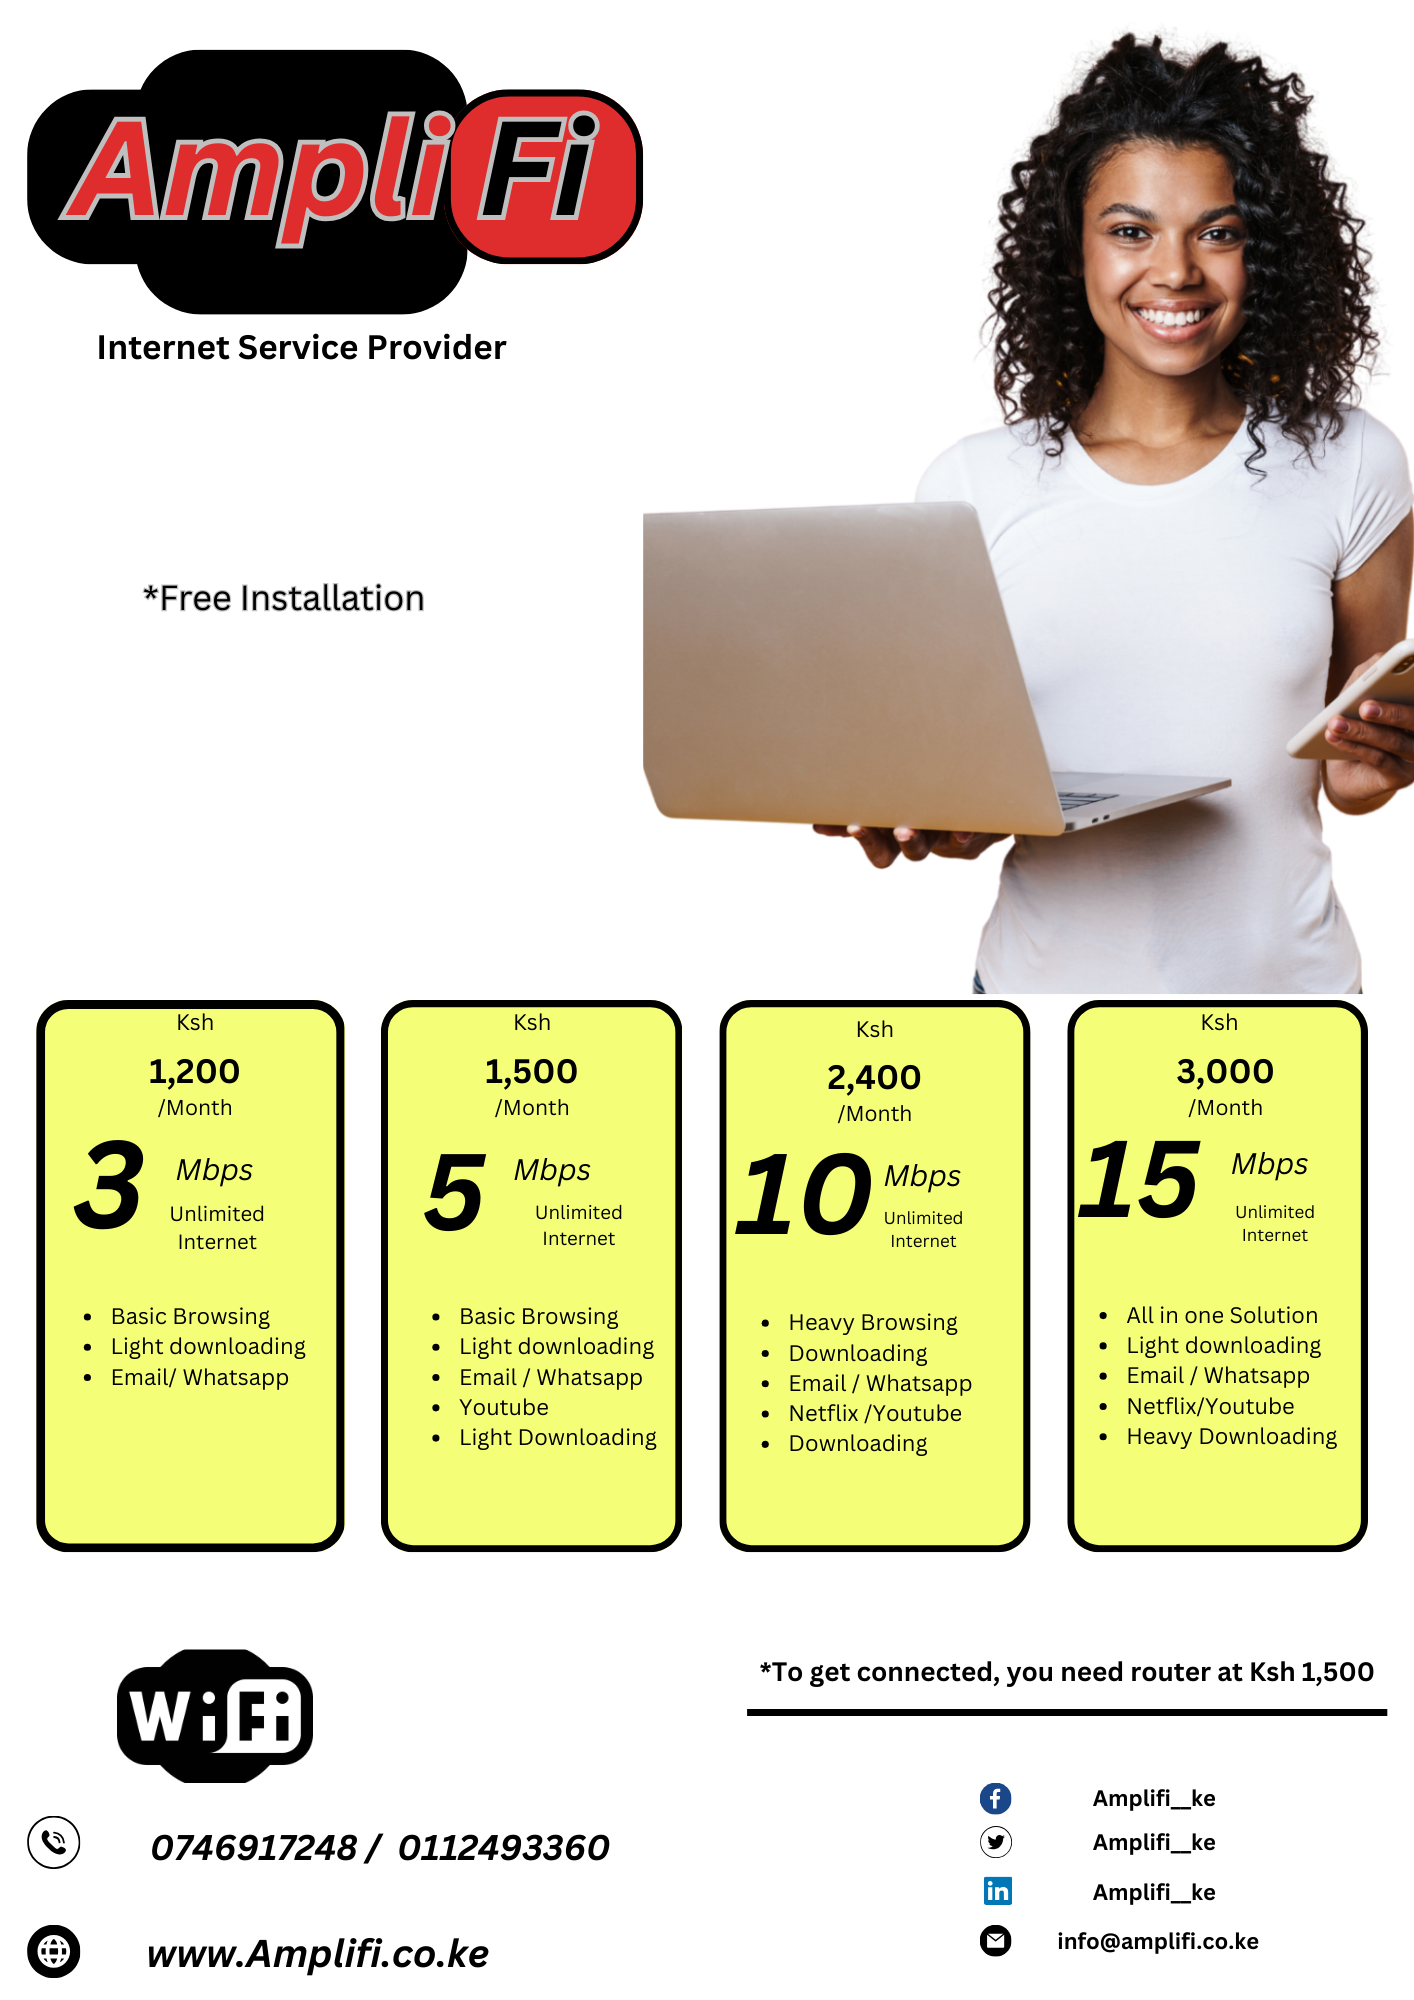 AmpliFi
Internet Service Provider
*Free Installation
Ksh
1,200
/Month
3 Mbps
Unlimited
Internet
• Basic Browsing
• Light downloading
• Email/ Whatsapp
Ksh
1,500
/Month
5 Mbps
Unlimited
Internet
• Basic Browsing
• Light downloading
• Email / Whatsapp
• Youtube
• Light Downloading
Ksh
2,400
/Month
10 Mbps
Unlimited
Internet
• Heavy Browsing
• Downloading
• Email / Whatsapp
• Netflix /Youtube
• Downloading
Ksh
3,000
/Month
15 Mbps
Unlimited
Internet
• All in one Solution
• Light downloading
• Email / Whatsapp
• Netflix/Youtube
• Heavy Downloading
WiFi
*To get connected, you need router at Ksh 1,500
0746917248 / 0112493360
www.Amplifi.co.ke
Amplifi__ke
Amplifi__ke
in Amplifi__ke
info@amplifi.co.ke